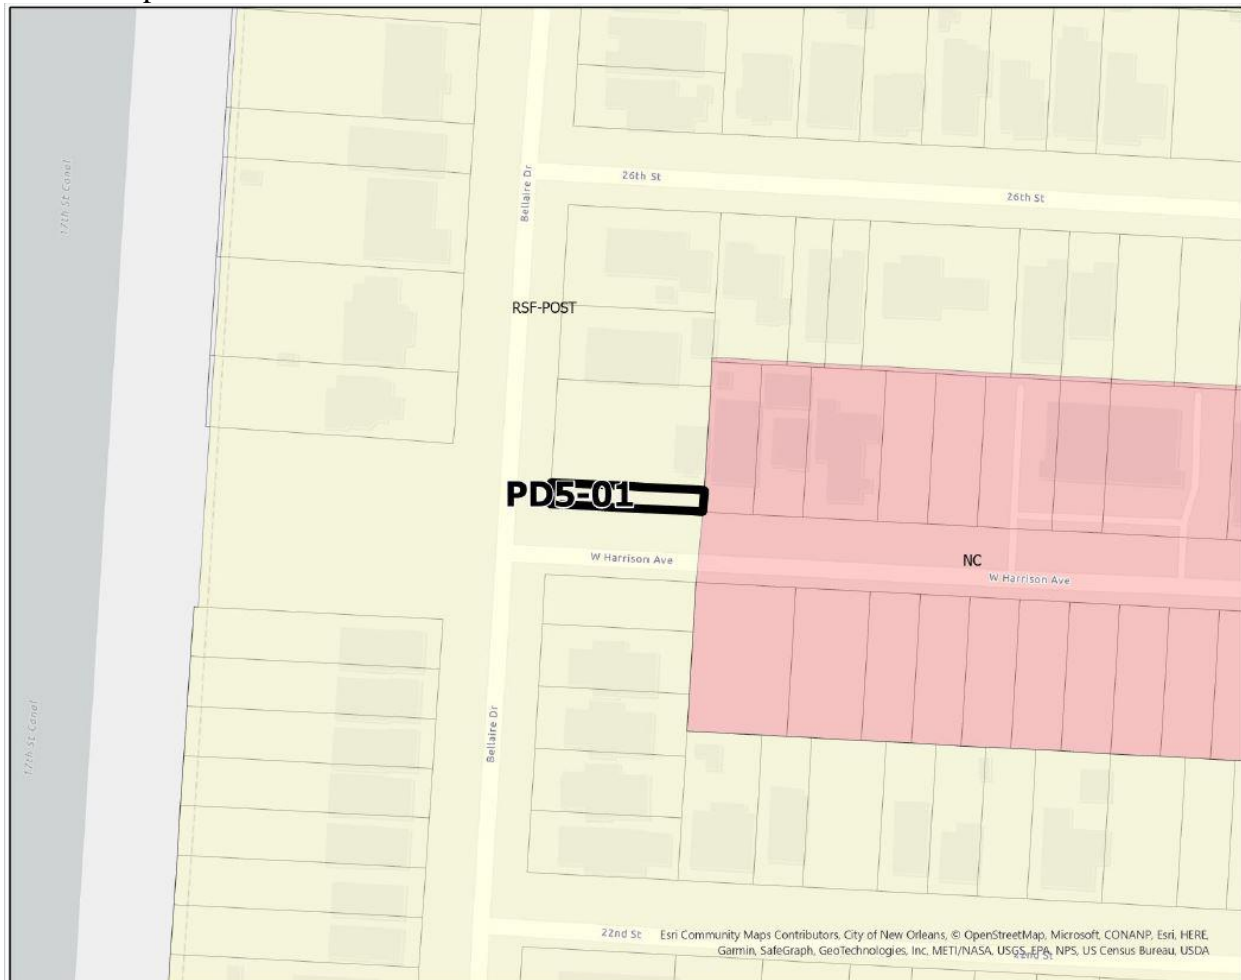 17th St Canal
Bellaire Dr
26th St
26th St
RSF-POST
PD5-01
W Harrison Ave
NC
W Harrison Ave
17th St Canal
Bellaire Dr
22nd St
22nd St
Esri Community Maps Contributors, City of New Orleans, © OpenStreetMap, Microsoft, CONANP, Esri, HERE,
Garmin, SafeGraph, GeoTechnologies, Inc, METI/NASA, USGS, EPA, NPS, US Census Bureau, USDA